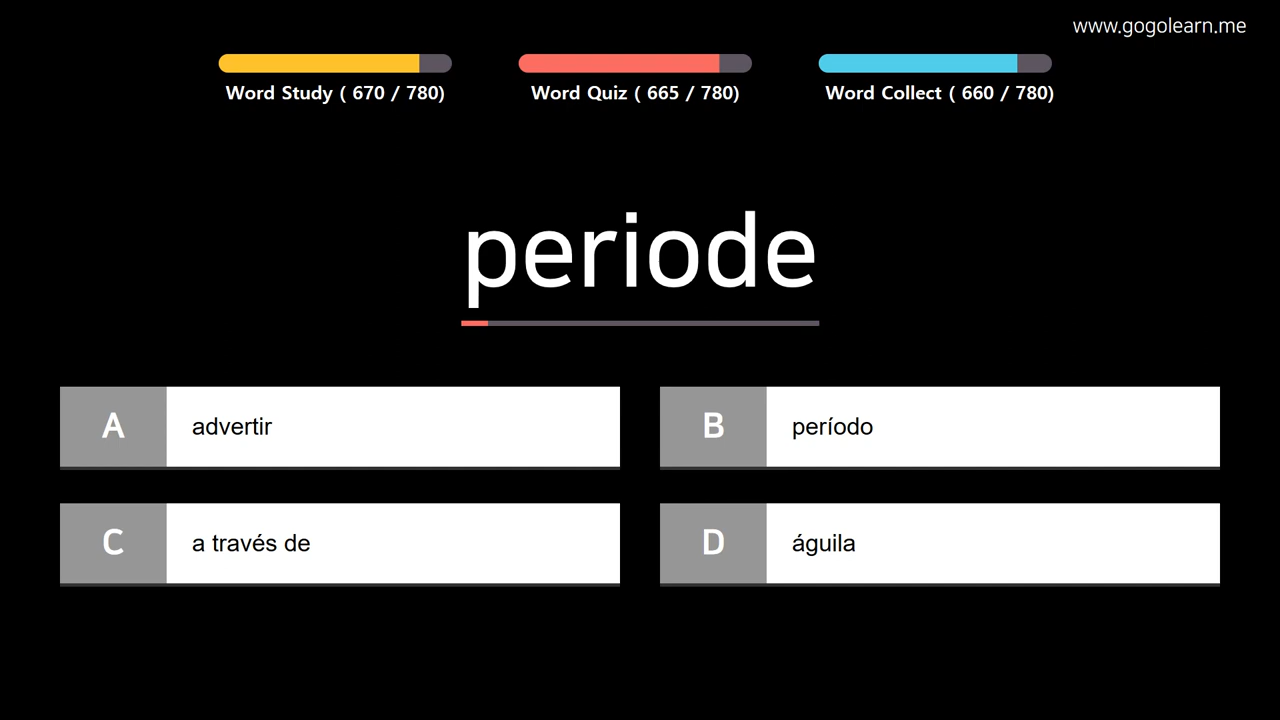 www.gogolearn.me
Word Study ( 670 / 780)
Word Quiz ( 665 / 780)
Word Collect ( 660 / 780)
periode
A advertir
B período
C a través de
D águila